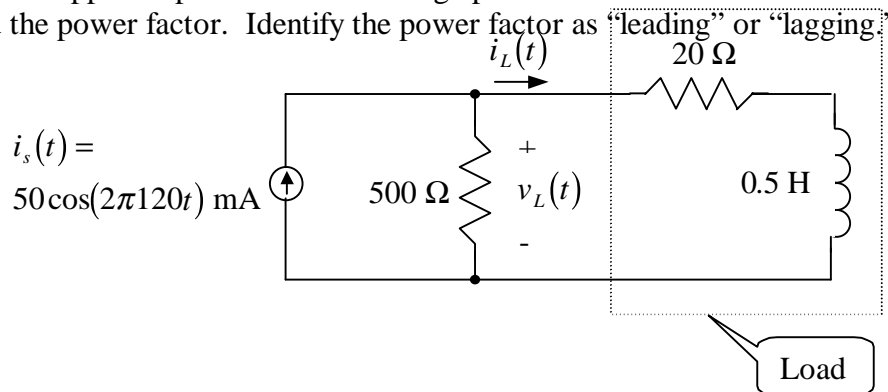 the power factor. Identify the power factor as “leading” or “lagging.”
i_L(t)
20 Ω
i_s(t) =
50cos(2π120t) mA
500 Ω
+
v_L(t)
-
0.5 H
Load